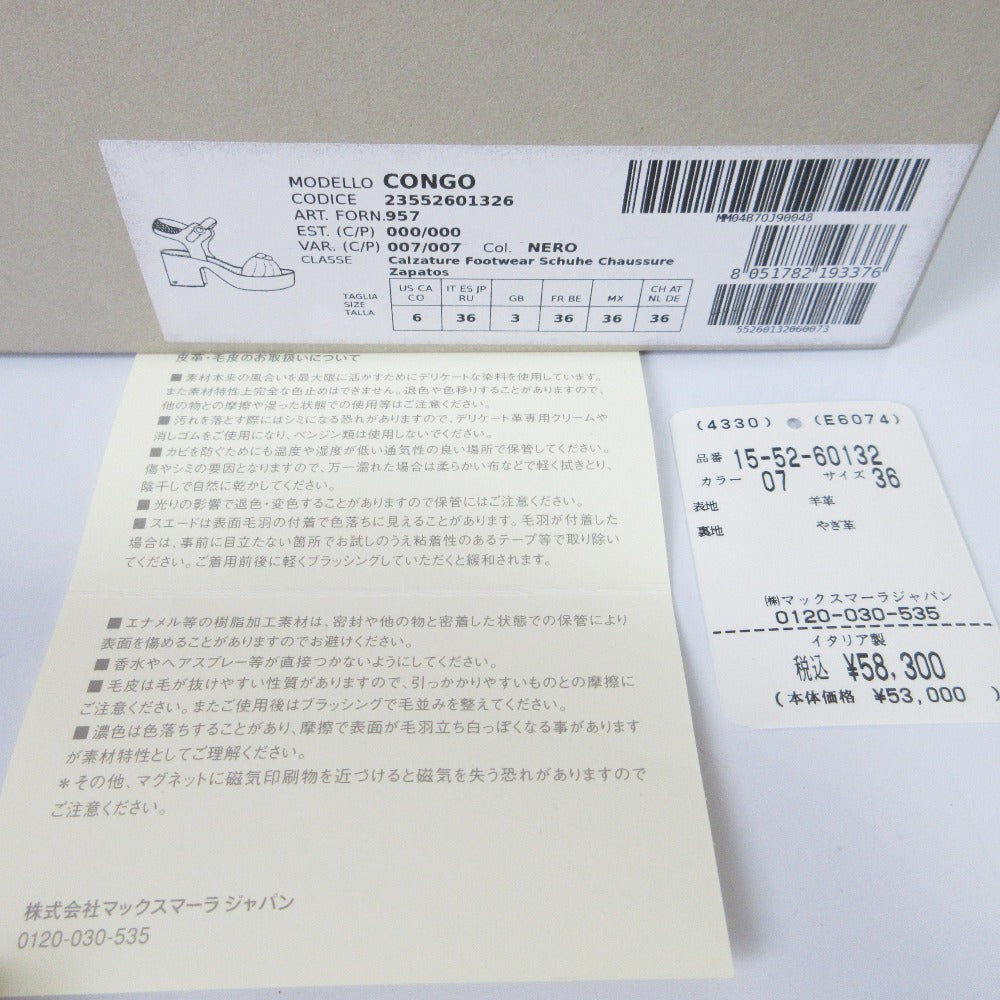 MODELLO CONGO
CODICE 23552601326
ART. FORN.957
EST. (C/P) 000/000
VAR. (C/P) 007/007 Col. NERO
CLASSE Calzature Footwear Schuhe Chaussure
Zapatos
TAGLIA
SIZE
TALLA
US CA CO IT ES JP RU GB FR BE MX CH AT NL DE
6 36 3 36 36 36
MM04B7OJ90048
8 051782 193376
55260132060073
皮革・毛皮のお取扱いについて
■素材本来の風合いを最大限に活かすためにデリケートな染料を使用しています。
また素材特性上完全な色止めはできません。退色や色移りすることがありますので、
他の物との摩擦や湿った状態での使用等はご注意ください。
■汚れを落とす際にはシミになる恐れがありますので、デリケート革専用クリームや
消しゴムをご使用になり、ベンジン類は使用しないでください。
■カビを防ぐためにも温度や湿度が低い通気性の良い場所で保管してください。
傷やシミの要因となりますので、万一濡れた場合は柔らかい布などで軽く拭きとり、
陰干しで自然に乾かしてください。
■光りの影響で退色・変色することがありますので保管にはご注意ください。
■スエードは表面毛羽の付着で色落ちに見えることがあります。毛羽が付着した
場合は、事前に目立たない箇所でお試しのうえ粘着性のあるテープ等で取り除い
てください。ご着用前後に軽くブラッシングしていただくと緩和されます。
■エナメル等の樹脂加工素材は、密封や他の物と密着した状態での保管により
表面を傷めることがありますのでお避けください。
■香水やヘアスプレー等が直接つかないようにしてください。
■毛皮は毛が抜けやすい性質がありますので、引っかかりやすいものとの摩擦に
ご注意ください。またご使用後はブラッシングで毛並みを整えてください。
■濃色は色落ちすることがあり、摩擦で表面が毛羽立ち白っぽくなる事があります
が素材特性としてご理解ください。
＊その他、マグネットに磁気印刷物を近づけると磁気を失う恐れがありますので
ご注意ください。
株式会社マックスマーラ ジャパン
0120-030-535
(4330) (E6074)
品番 15-52-60132
カラー 07 サイズ 36
表地 羊革
裏地 やぎ革
㈱マックスマーラジャパン
0120-030-535
イタリア製
税込 ¥58,300
(本体価格 ¥53,000)